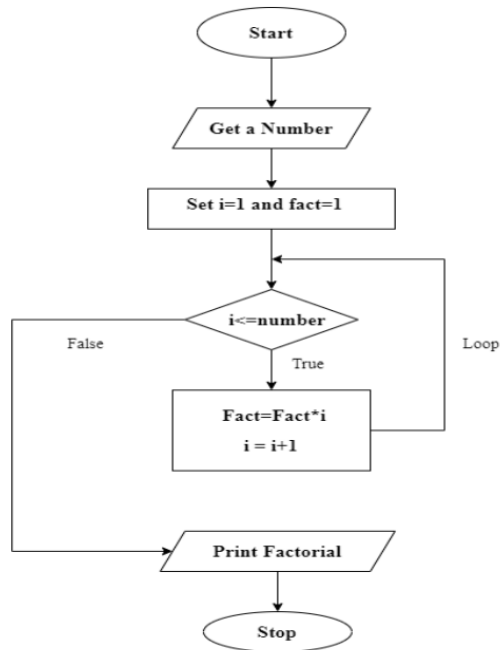 Start
Get a Number
Set i=1 and fact=1
i<=number
False
Loop
True
Fact=Fact*i
i = i+1
Print Factorial
Stop